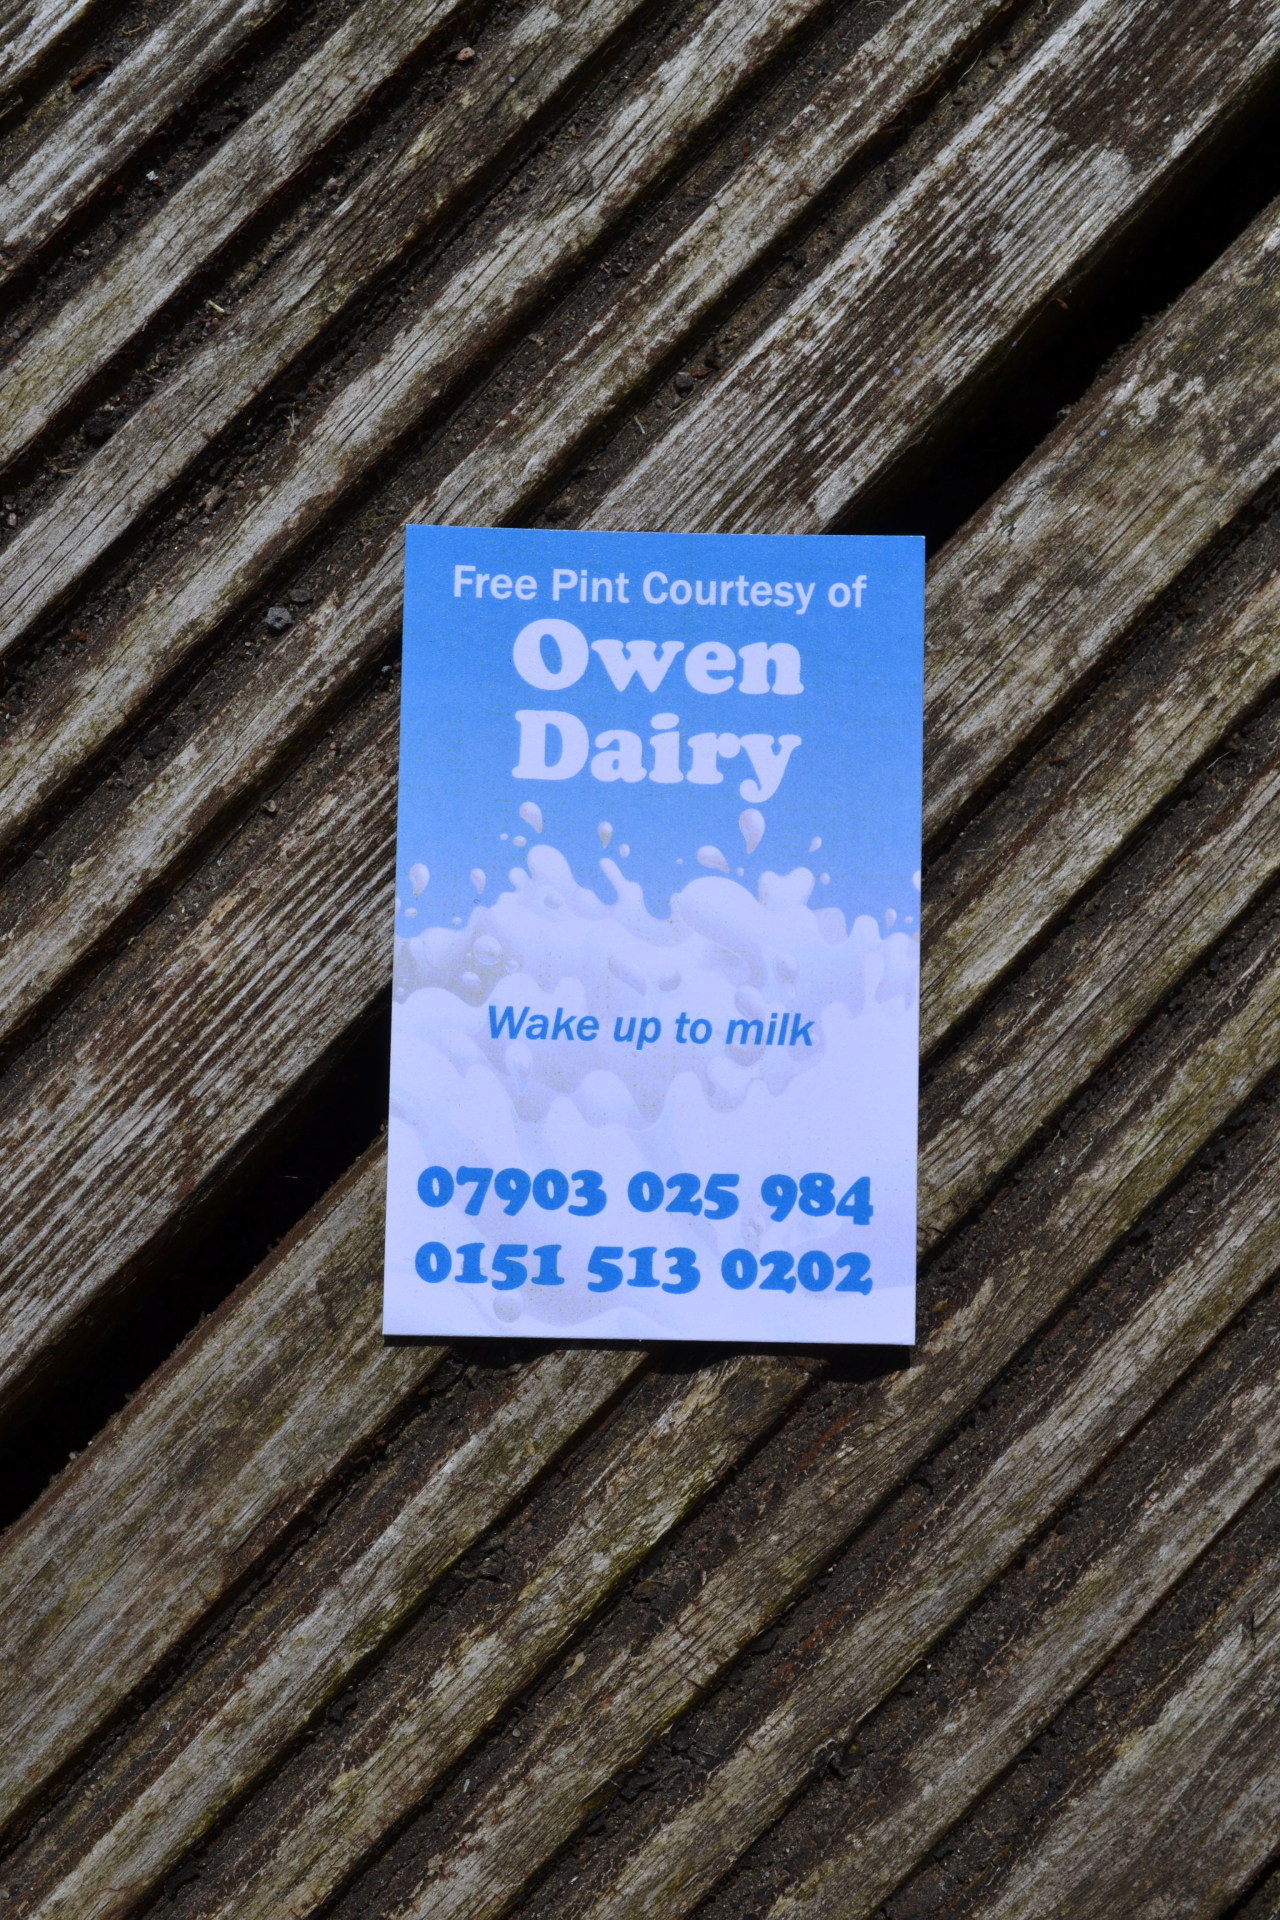 Free Pint Courtesy of
Owen
Dairy
Wake up to milk
07903 025 984
0151 513 0202